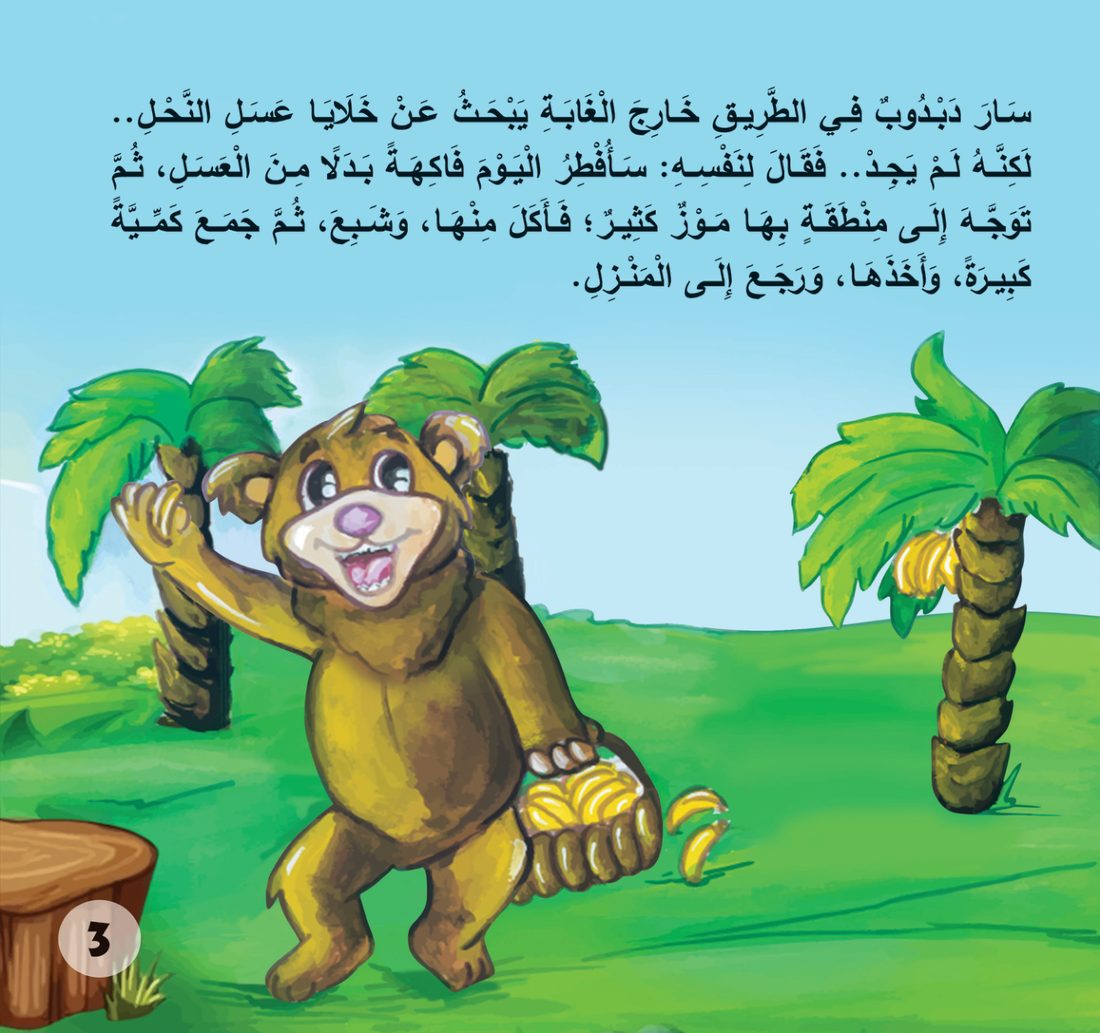 سَارَ دَبْدُوبٌ فِي الطَّرِيقِ خَارِجَ الْغَابَةِ يَبْحَثُ عَنْ خَلَايَا عَسَلِ النَّحْلِ..
لَكِنَّهُ لَمْ يَجِدْ.. فَقَالَ لِنَفْسِهِ: سَأُفْطِرُ الْيَوْمَ فَاكِهَةً بَدَلًا مِنَ الْعَسَلِ، ثُمَّ
تَوَجَّهَ إِلَى مِنْطَقَةٍ بِهَا مَوْزٌ كَثِيرٌ؛ فَأَكَلَ مِنْهَا، وَشَبِعَ، ثُمَّ جَمَعَ كَمِّيَّةً
كَبِيرَةً، وَأَخَذَهَا، وَرَجَعَ إِلَى الْمَنْزِلِ.
3